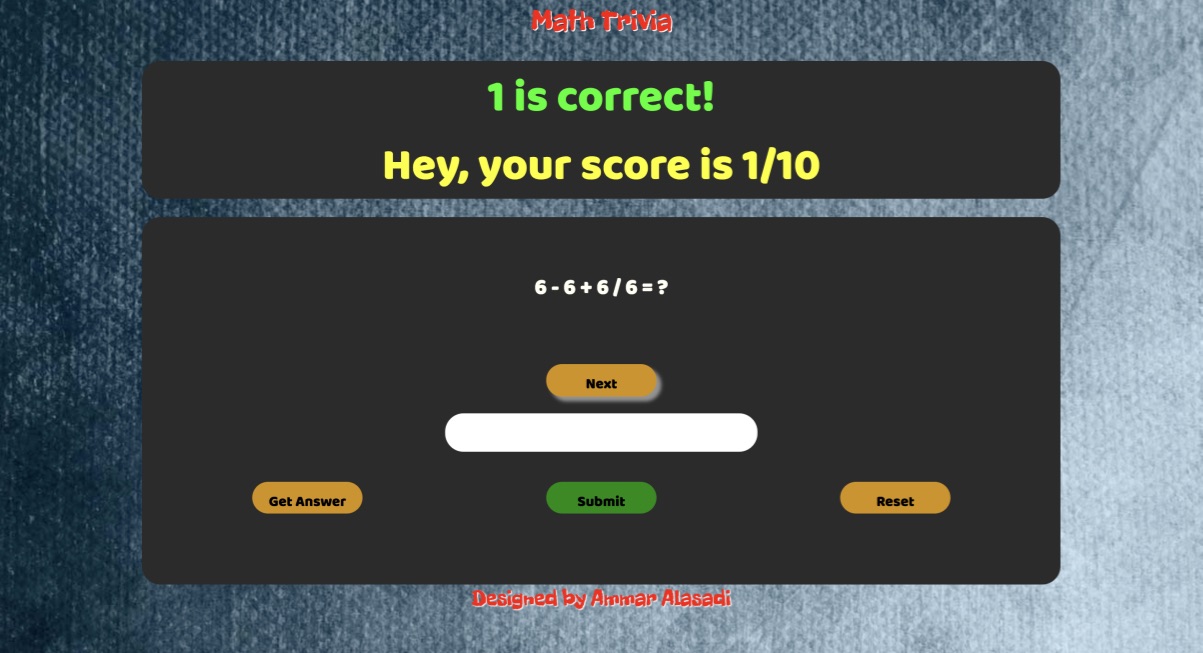 Math Trivia
1 is correct!
Hey, your score is 1/10
6 - 6 + 6 / 6 = ?
Next
Get Answer
Submit
Reset
Designed by Ammar Alasadi